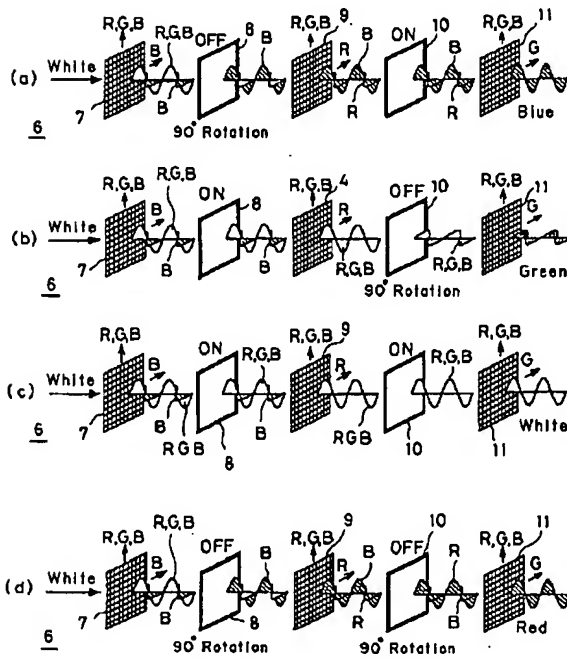 R,G,B R,G,B OFF 8 B R,G,B 9 B ON 10 B R,G,B 11
(a) White B R G
6 7 B 90° Rotation R R Blue
R,G,B R,G,B ON 8 R,G,B 4 OFF 10 R,G,B 11
(b) White B R G
6 7 B B R,G,B R,G,B Green
90° Rotation
R,G,B ON R,G,B R,G,B 9 ON R,G,B R,G,B
(c) White B R G
6 7 B R G B 8 B R G B 10 11 White
R,G,B R,G,B OFF B R,G,B 9 B OFF 10 R R,G,B 11
(d) White B R G
6 7 B 8 R B Red
90° Rotation 90° Rotation